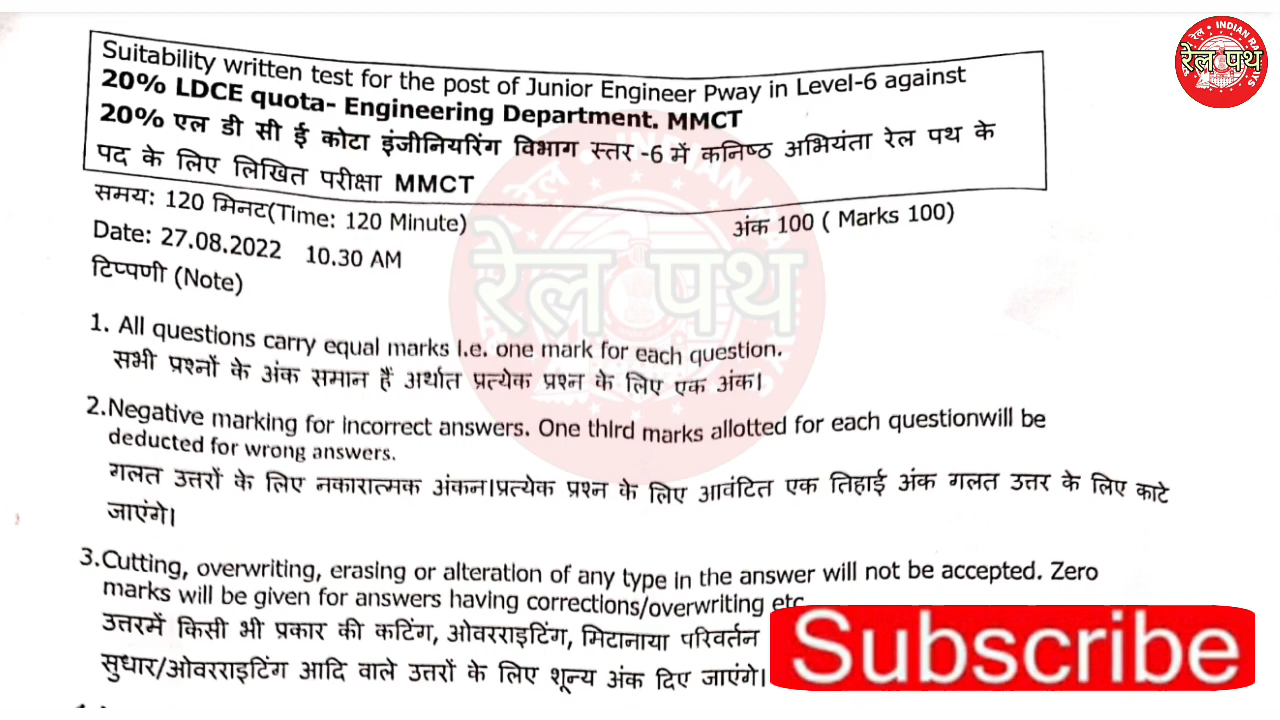 Suitability written test for the post of Junior Engineer Pway in Level-6 against
20% LDCE quota- Engineering Department. MMCT
20% एल डी सी ई कोटा इंजीनियरिंग विभाग स्तर -6 में कनिष्ठ अभियंता रेल पथ के
पद के लिए लिखित परीक्षा MMCT
समय: 120 मिनट(Time: 120 Minute)
अंक 100 ( Marks 100)
Date: 27.08.2022 10.30 AM
टिप्पणी (Note)
1. All questions carry equal marks i.e. one mark for each question.
सभी प्रश्नों के अंक समान हैं अर्थात प्रत्येक प्रश्न के लिए एक अंक।
2.Negative marking for incorrect answers. One third marks allotted for each questionwill be
deducted for wrong answers.
गलत उत्तरों के लिए नकारात्मक अंकन।प्रत्येक प्रश्न के लिए आवंटित एक तिहाई अंक गलत उत्तर के लिए काटे
जाएंगे।
3.Cutting, overwriting, erasing or alteration of any type in the answer will not be accepted. Zero
marks will be given for answers having corrections/overwriting etc
उत्तरमें किसी भी प्रकार की कटिंग, ओवरराइटिंग, मिटानाया परिवर्तन
सुधार/ओवरराइटिंग आदि वाले उत्तरों के लिए शून्य अंक दिए जाएंगे।
Subscribe
रेल पथ
INDIAN RA
रेल पथ